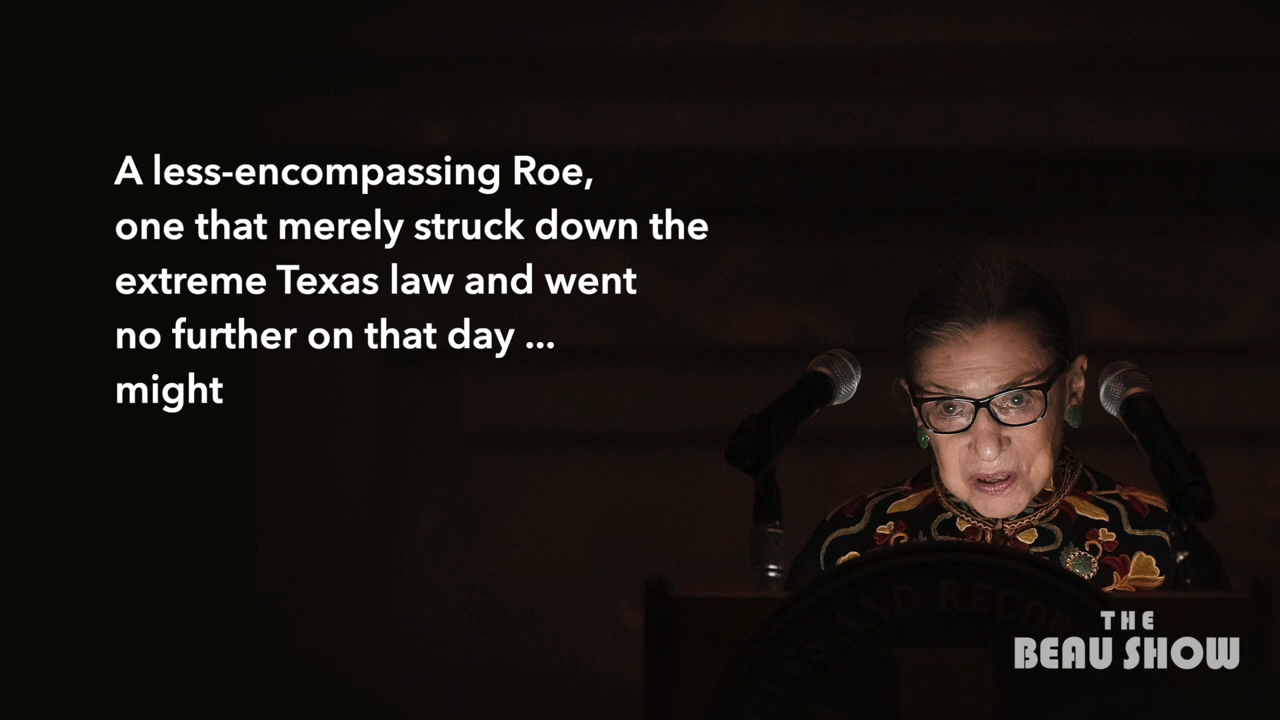 A less-encompassing Roe,
one that merely struck down the
extreme Texas law and went
no further on that day ...
might
THE
BEAU SHOW